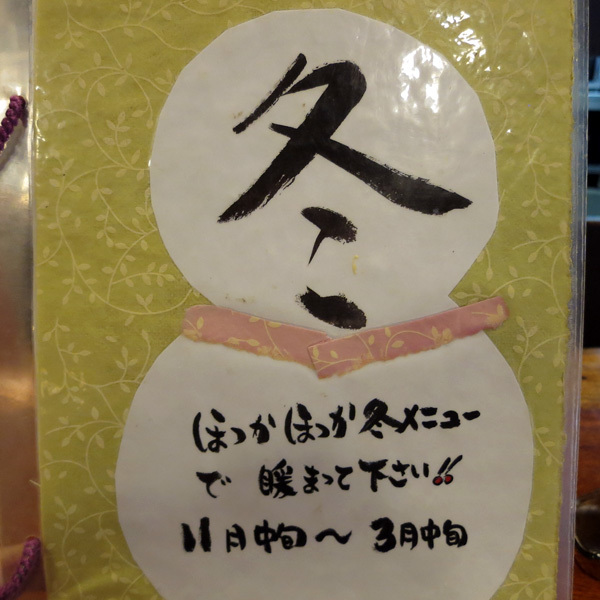 冬
ほっかほっか冬メニュー
で 暖まって下さい!!
11月中旬〜3月中旬